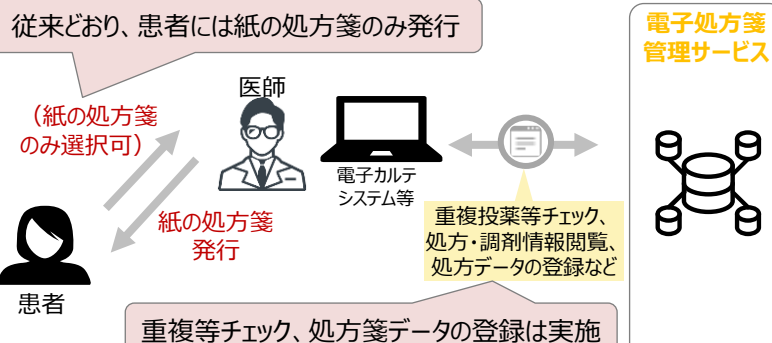 従来どおり、患者には紙の処方箋のみ発行
電子処方箋
管理サービス
医師
（紙の処方箋
のみ選択可）
電子カルテ
システム等
紙の処方箋
発行
重複投薬等チェック、
処方・調剤情報閲覧、
処方データの登録など
患者
重複等チェック、処方箋データの登録は実施